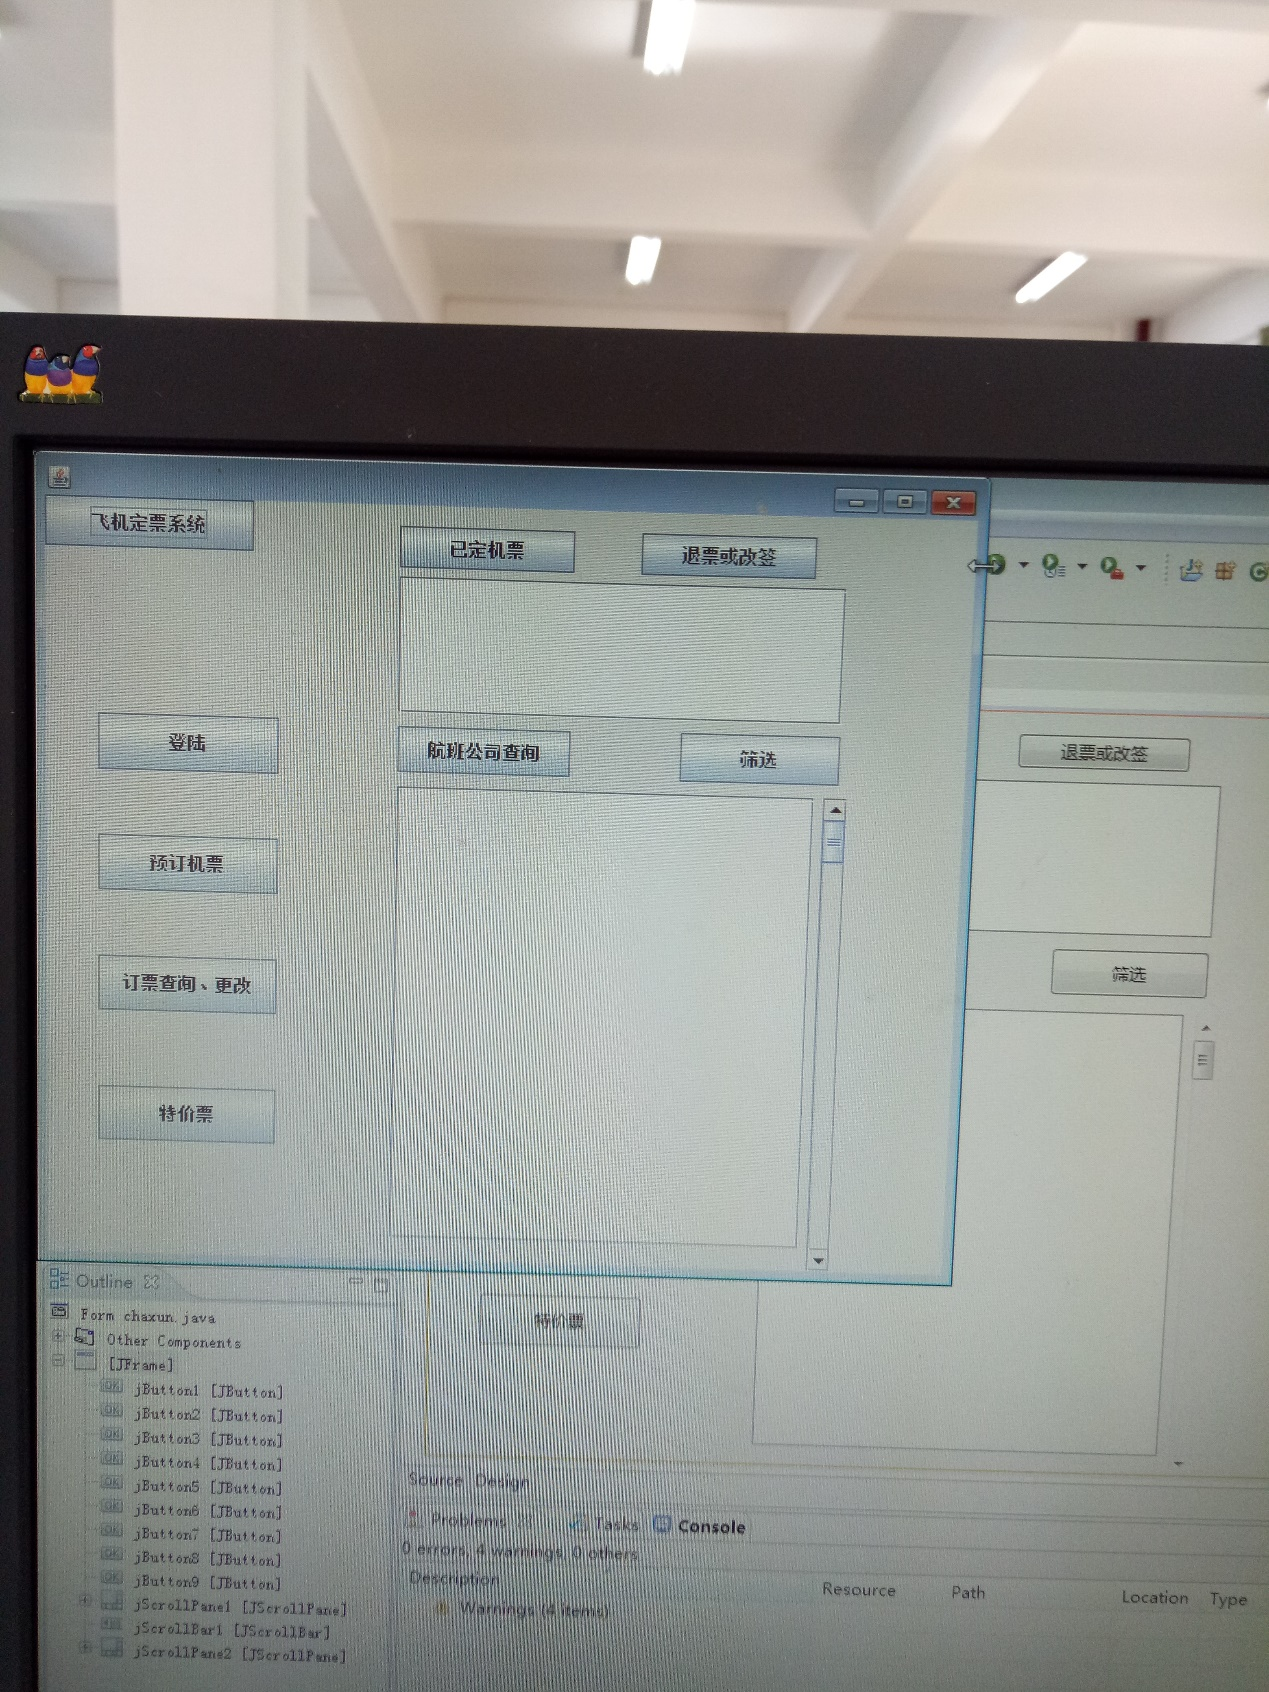 飞机定票系统
已定机票 退票或改签
登陆
航班公司查询 筛选
退票或改签
预订机票
订票查询、更改
筛选
特价票
Outline
特价票
Form chaxun.java
Other Components
[JFrame]
jButton1 [JButton]
jButton2 [JButton]
jButton3 [JButton]
jButton4 [JButton]
jButton5 [JButton]
jButton6 [JButton]
jButton7 [JButton]
jButton8 [JButton]
jButton9 [JButton]
jScrollPane1 [JScrollPane]
jScrollBar1 [JScrollBar]
jScrollPane2 [JScrollPane]
Source Design
Problems Tasks Console
0 errors, 4 warnings, 0 others
Description Resource Path Location Type
Warnings (4 items)